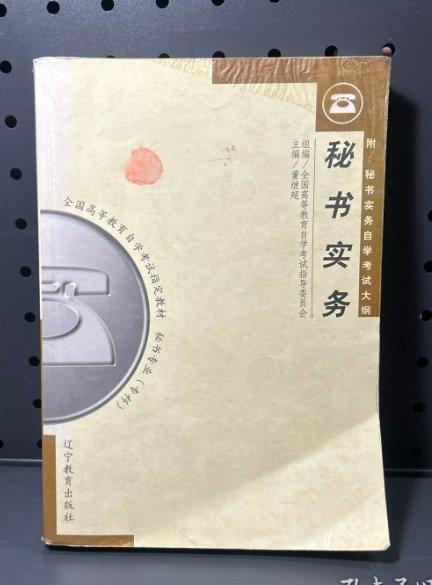 附：秘书实务自学考试大纲
秘书实务
组编/全国高等教育自学考试指导委员会
主编/董继超
全国高等教育自学考试指定教材 秘书专业（专科）
辽宁教育出版社